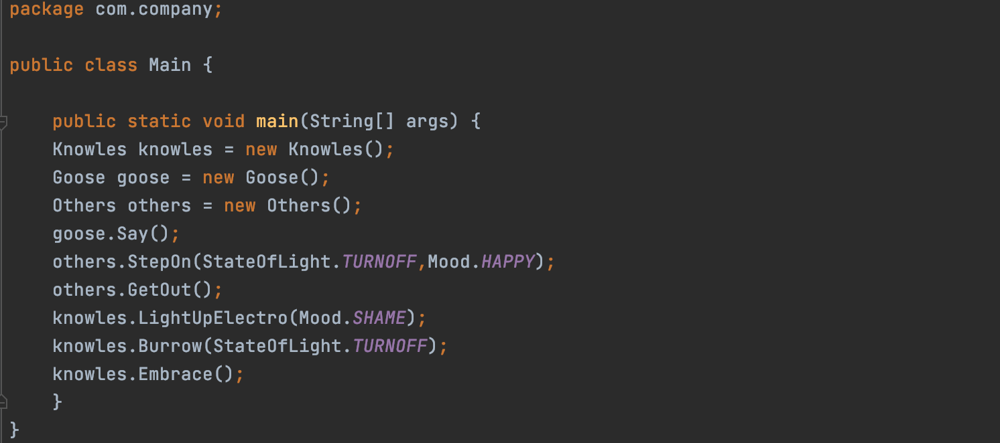 package com.company;
public class Main {
public static void main(String[] args) {
Knowles knowles = new Knowles();
Goose goose = new Goose();
Others others = new Others();
goose.Say();
others.StepOn(StateOfLight.TURNOFF,Mood.HAPPY);
others.GetOut();
knowles.LightUpElectro(Mood.SHAME);
knowles.Burrow(StateOfLight.TURNOFF);
knowles.Embrace();
}
}